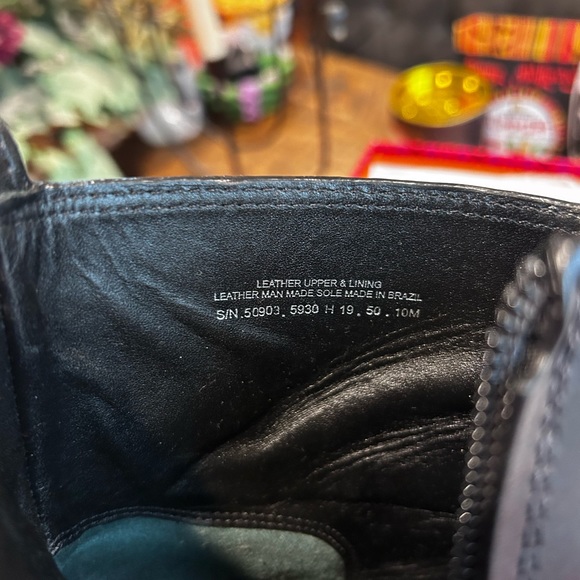 LEATHER UPPER & LINING
LEATHER MAN MADE SOLE MADE IN BRAZIL
S/N.50903.5930 H 19.50.10M